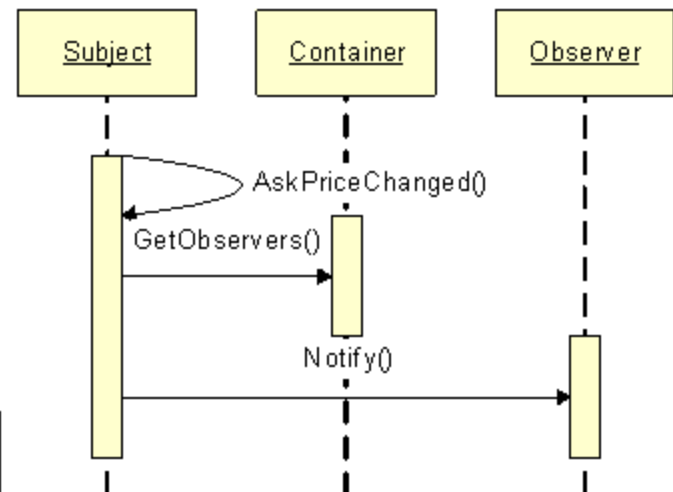 Subject
Container
Observer
AskPriceChanged()
GetObservers()
Notify()